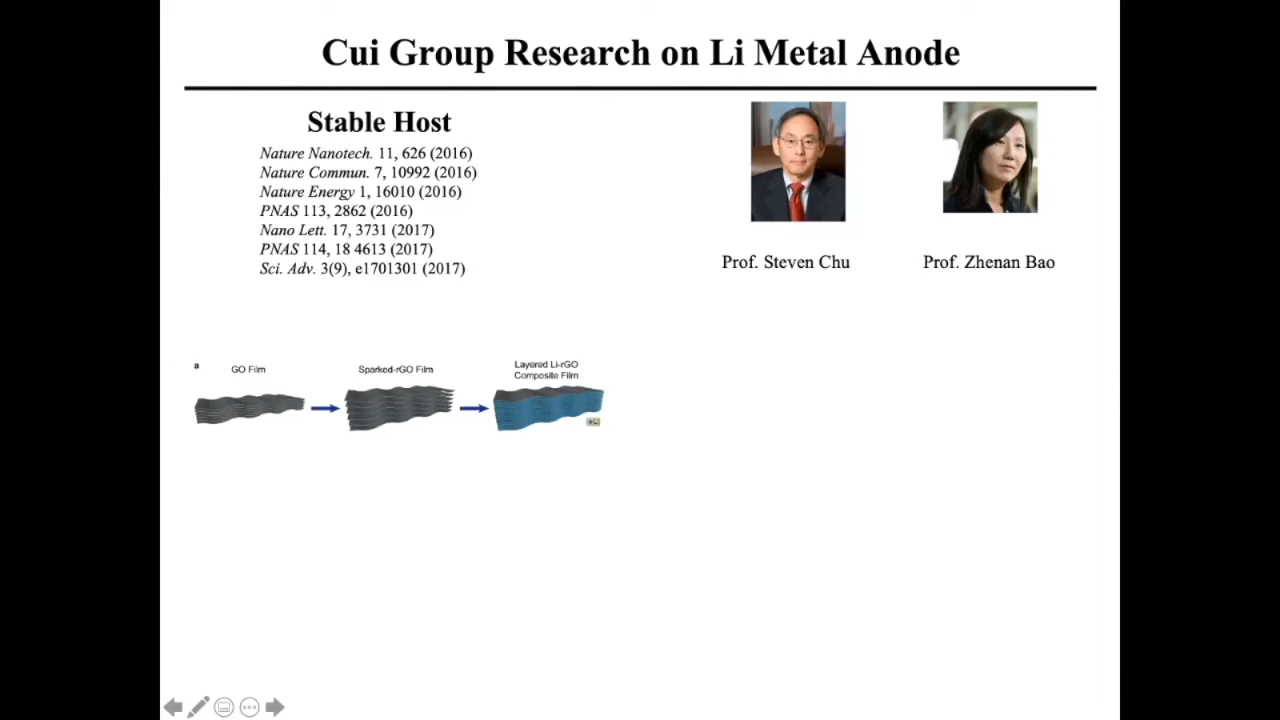 Cui Group Research on Li Metal Anode
Stable Host
Nature Nanotech. 11, 626 (2016)
Nature Commun. 7, 10992 (2016)
Nature Energy 1, 16010 (2016)
PNAS 113, 2862 (2016)
Nano Lett. 17, 3731 (2017)
PNAS 114, 18 4613 (2017)
Sci. Adv. 3(9), e1701301 (2017)
Prof. Steven Chu
Prof. Zhenan Bao
a
GO Film
Sparked-rGO Film
Layered Li-rGO
Composite Film